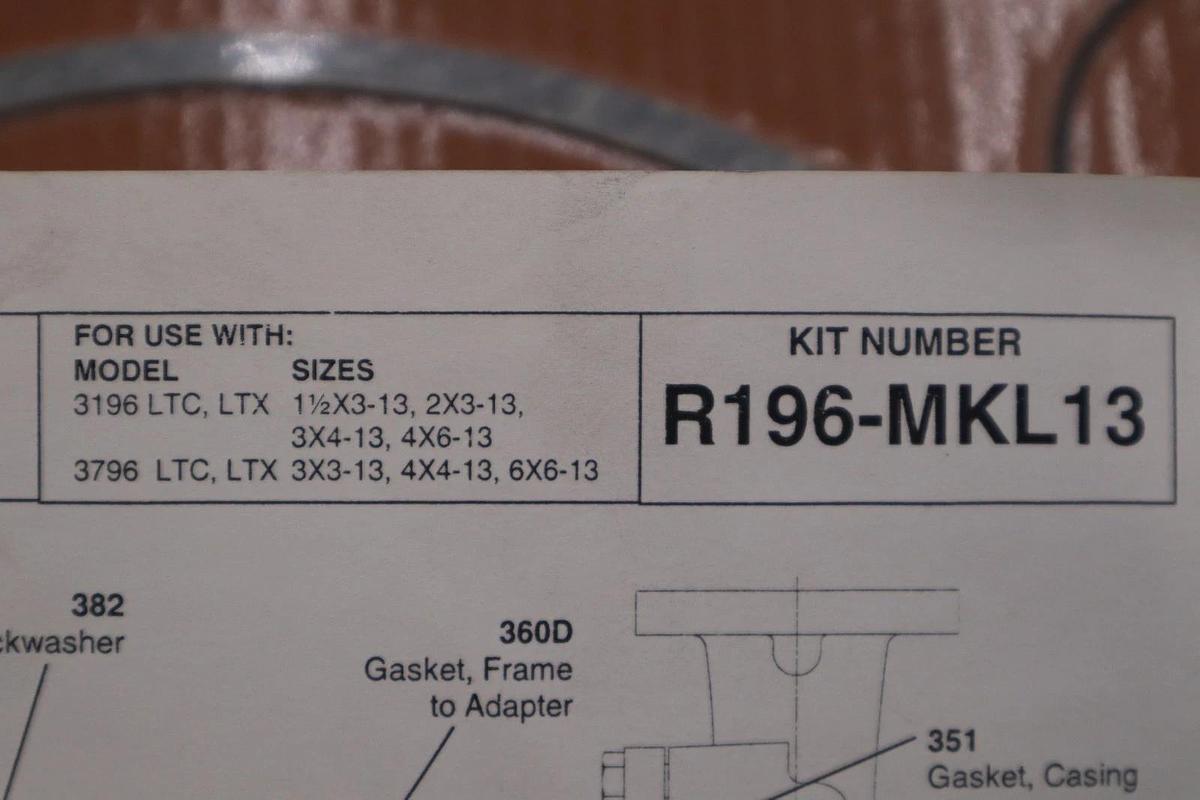 FOR USE WITH:
MODEL SIZES
3196 LTC, LTX 1½X3-13, 2X3-13,
3X4-13, 4X6-13
3796 LTC, LTX 3X3-13, 4X4-13, 6X6-13
KIT NUMBER
R196-MKL13
382
ckwasher
360D
Gasket, Frame
to Adapter
351
Gasket, Casing